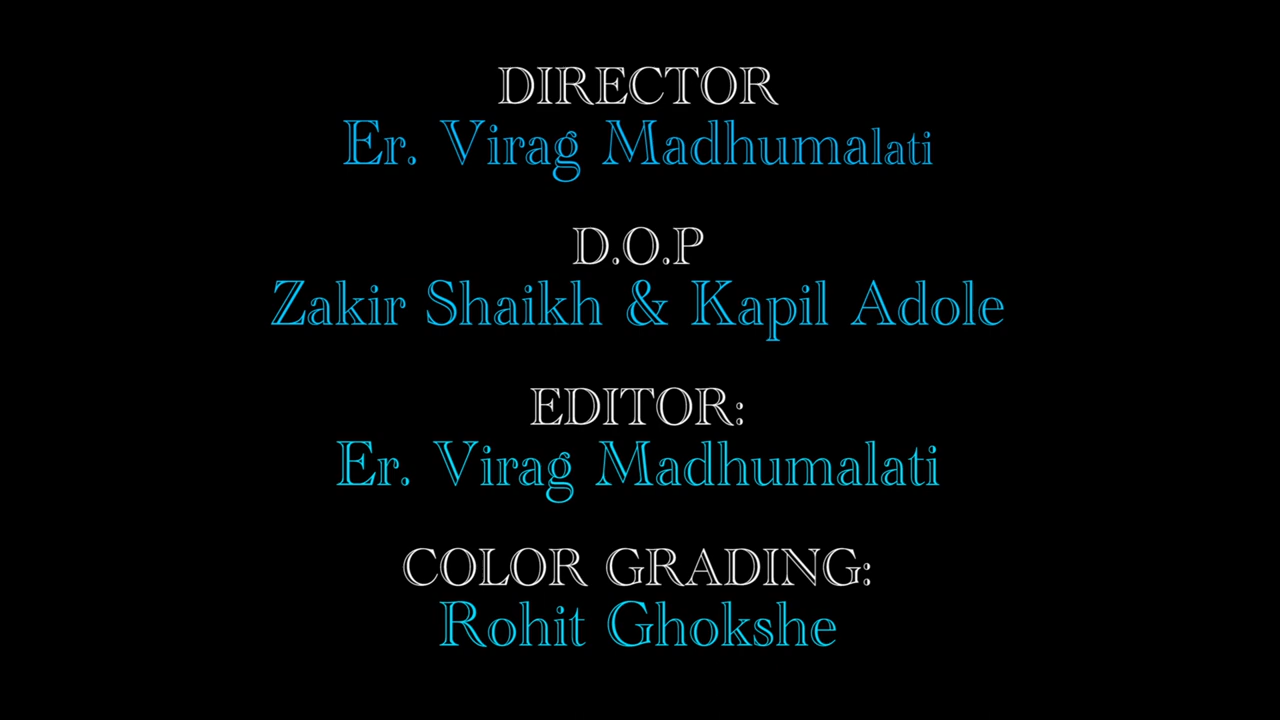 DIRECTOR
Er. Virag Madhumalati
D.O.P
Zakir Shaikh & Kapil Adole
EDITOR:
Er. Virag Madhumalati
COLOR GRADING:
Rohit Ghokshe